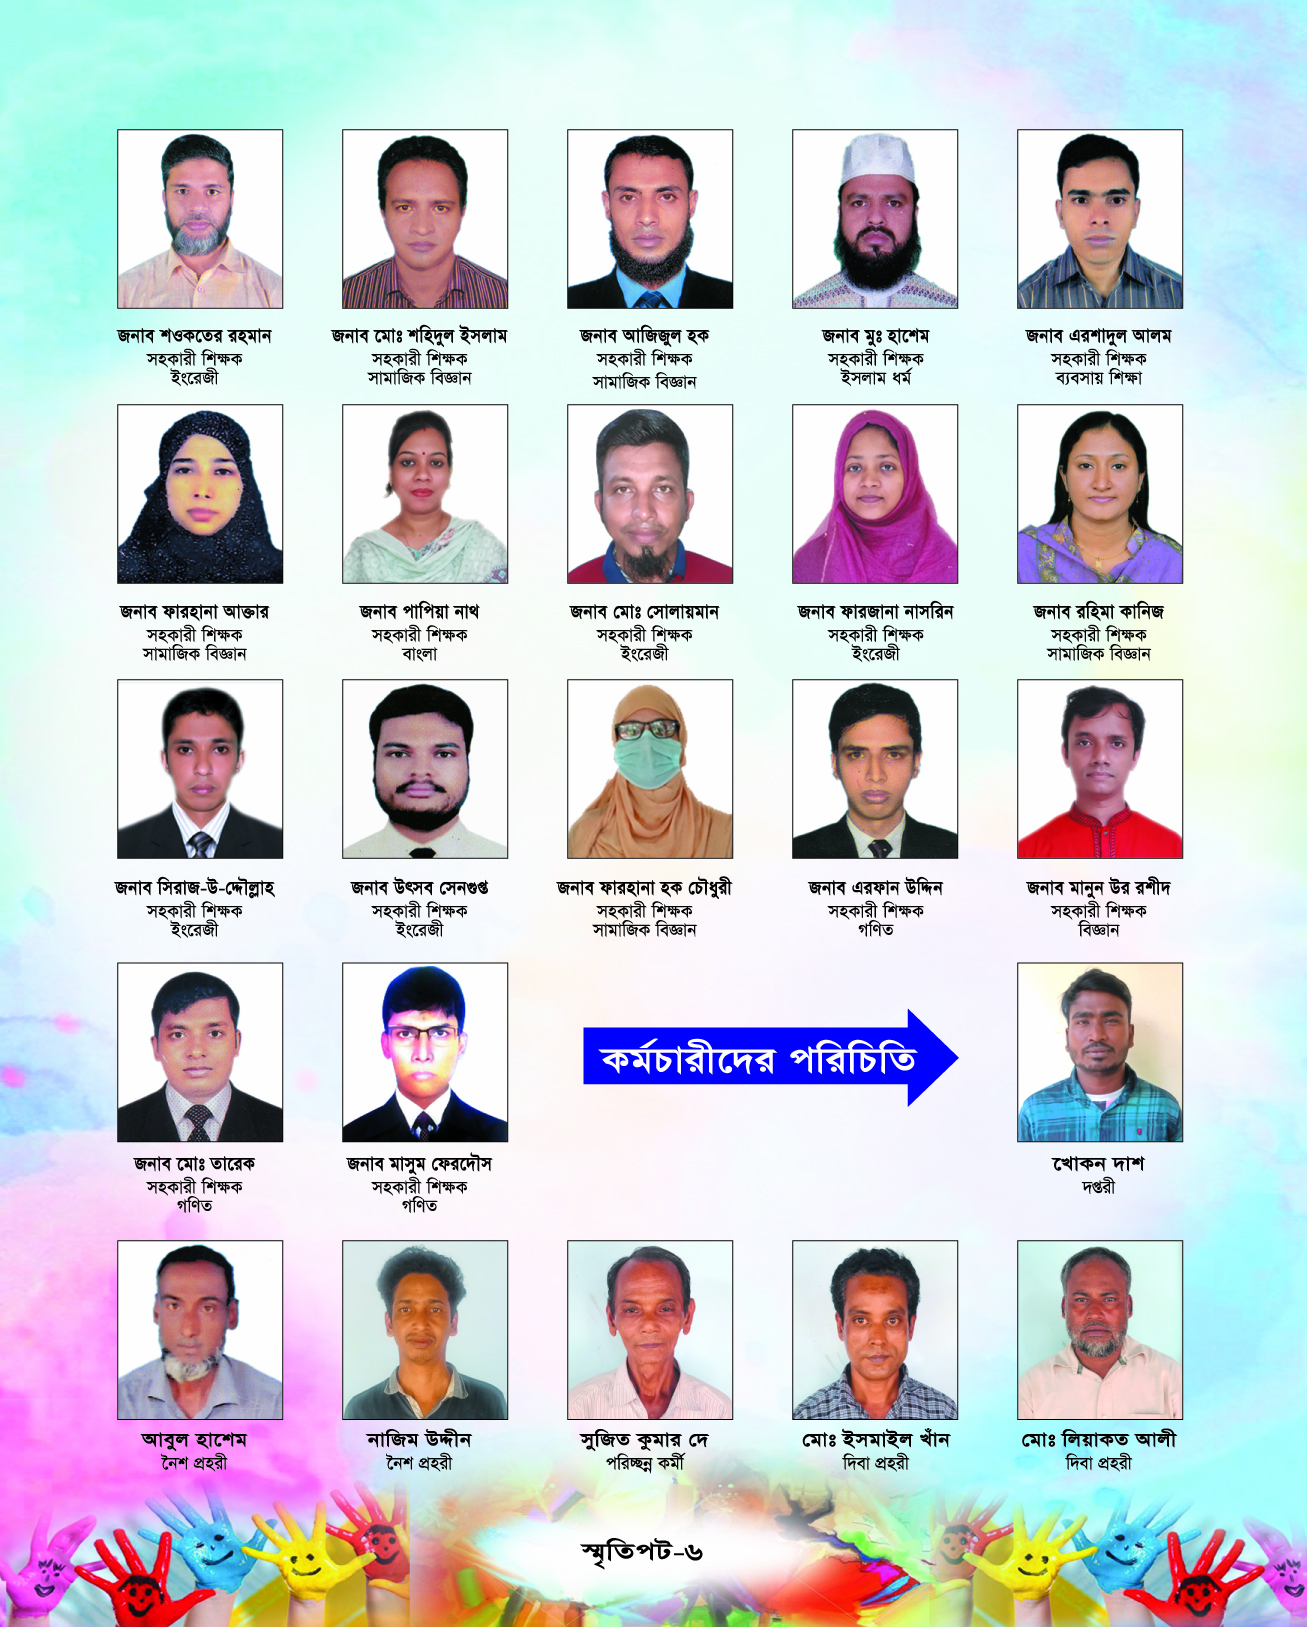 জনাব শওকতের রহমান
সহকারী শিক্ষক
ইংরেজী
জনাব মোঃ শহিদুল ইসলাম
সহকারী শিক্ষক
সামাজিক বিজ্ঞান
জনাব আজিজুল হক
সহকারী শিক্ষক
সামাজিক বিজ্ঞান
জনাব মুঃ হাশেম
সহকারী শিক্ষক
ইসলাম ধর্ম
জনাব এরশাদুল আলম
সহকারী শিক্ষক
ব্যবসায় শিক্ষা
জনাব ফারহানা আক্তার
সহকারী শিক্ষক
সামাজিক বিজ্ঞান
জনাব পাপিয়া নাথ
সহকারী শিক্ষক
বাংলা
জনাব মোঃ সোলায়মান
সহকারী শিক্ষক
ইংরেজী
জনাব ফারজানা নাসরিন
সহকারী শিক্ষক
ইংরেজী
জনাব রহিমা কানিজ
সহকারী শিক্ষক
সামাজিক বিজ্ঞান
জনাব সিরাজ-উ-দ্দৌল্লাহ
সহকারী শিক্ষক
ইংরেজী
জনাব উৎসব সেনগুপ্ত
সহকারী শিক্ষক
ইংরেজী
জনাব ফারহানা হক চৌধুরী
সহকারী শিক্ষক
সামাজিক বিজ্ঞান
জনাব এরফান উদ্দিন
সহকারী শিক্ষক
গণিত
জনাব মানুন উর রশীদ
সহকারী শিক্ষক
বিজ্ঞান
জনাব মোঃ তারেক
সহকারী শিক্ষক
গণিত
জনাব মাসুম ফেরদৌস
সহকারী শিক্ষক
গণিত
কর্মচারীদের পরিচিতি
খোকন দাশ
দপ্তরী
আবুল হাশেম
নৈশ প্রহরী
নাজিম উদ্দীন
নৈশ প্রহরী
সুজিত কুমার দে
পরিচ্ছন্ন কর্মী
মোঃ ইসমাইল খাঁন
দিবা প্রহরী
মোঃ লিয়াকত আলী
দিবা প্রহরী
স্মৃতিপট-৬